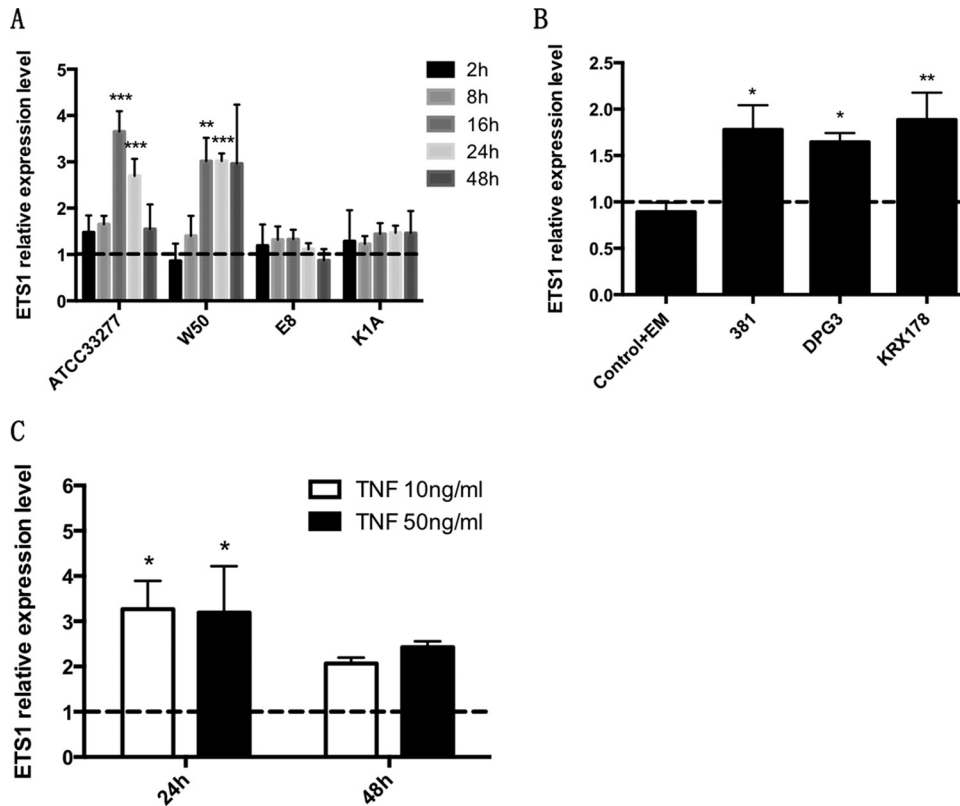 A
ETS1 relative expression level
5
4
3
2
1
0
*** *** ** ***
2h
8h
16h
24h
48h
ATCC33277
W50
E8
K1A
B
ETS1 relative expression level
2.5
2.0
1.5
1.0
0.5
0.0
* * **
Control+EM
381
DPG3
KRX178
C
ETS1 relative expression level
6
5
4
3
2
1
0
* *
TNF 10ng/ml
TNF 50ng/ml
24h
48h